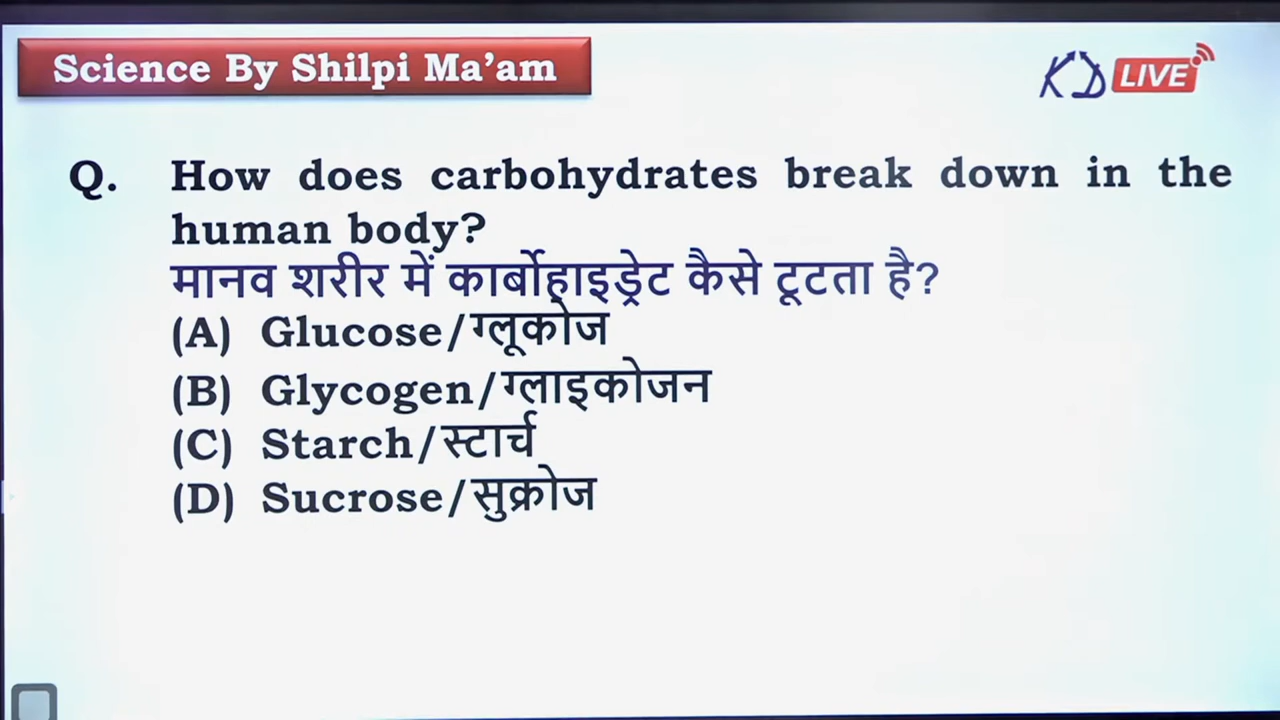 Science By Shilpi Ma’am
KD LIVE
Q. How does carbohydrates break down in the
human body?
मानव शरीर में कार्बोहाइड्रेट कैसे टूटता है?
(A) Glucose/ग्लूकोज
(B) Glycogen/ग्लाइकोजन
(C) Starch/स्टार्च
(D) Sucrose/सुक्रोज